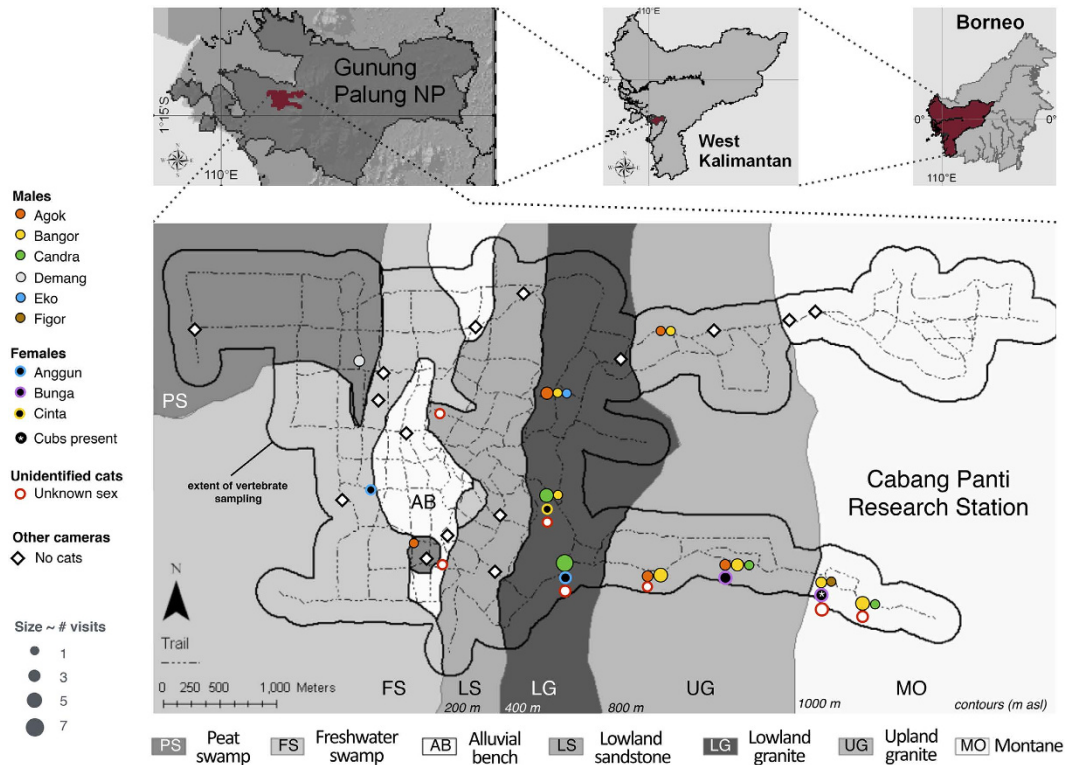 Gunung
Palung NP
1°15'S
110°E
110°E
0°
0°
West
Kalimantan
Borneo
0°
0°
110°E
Males
Agok
Bangor
Candra
Demang
Eko
Figor
Females
Anggun
Bunga
Cinta
Cubs present
Unidentified cats
Unknown sex
Other cameras
No cats
N
Size ~ # visits
1
3
5
7
PS
extent of vertebrate
sampling
AB
Cabang Panti
Research Station
Trail
0 250 500 1,000 Meters
FS
LS
LG
UG
MO
200 m
400 m
800 m
1000 m
contours (m asl)
PS Peat
swamp
FS Freshwater
swamp
AB Alluvial
bench
LS Lowland
sandstone
LG Lowland
granite
UG Upland
granite
MO Montane